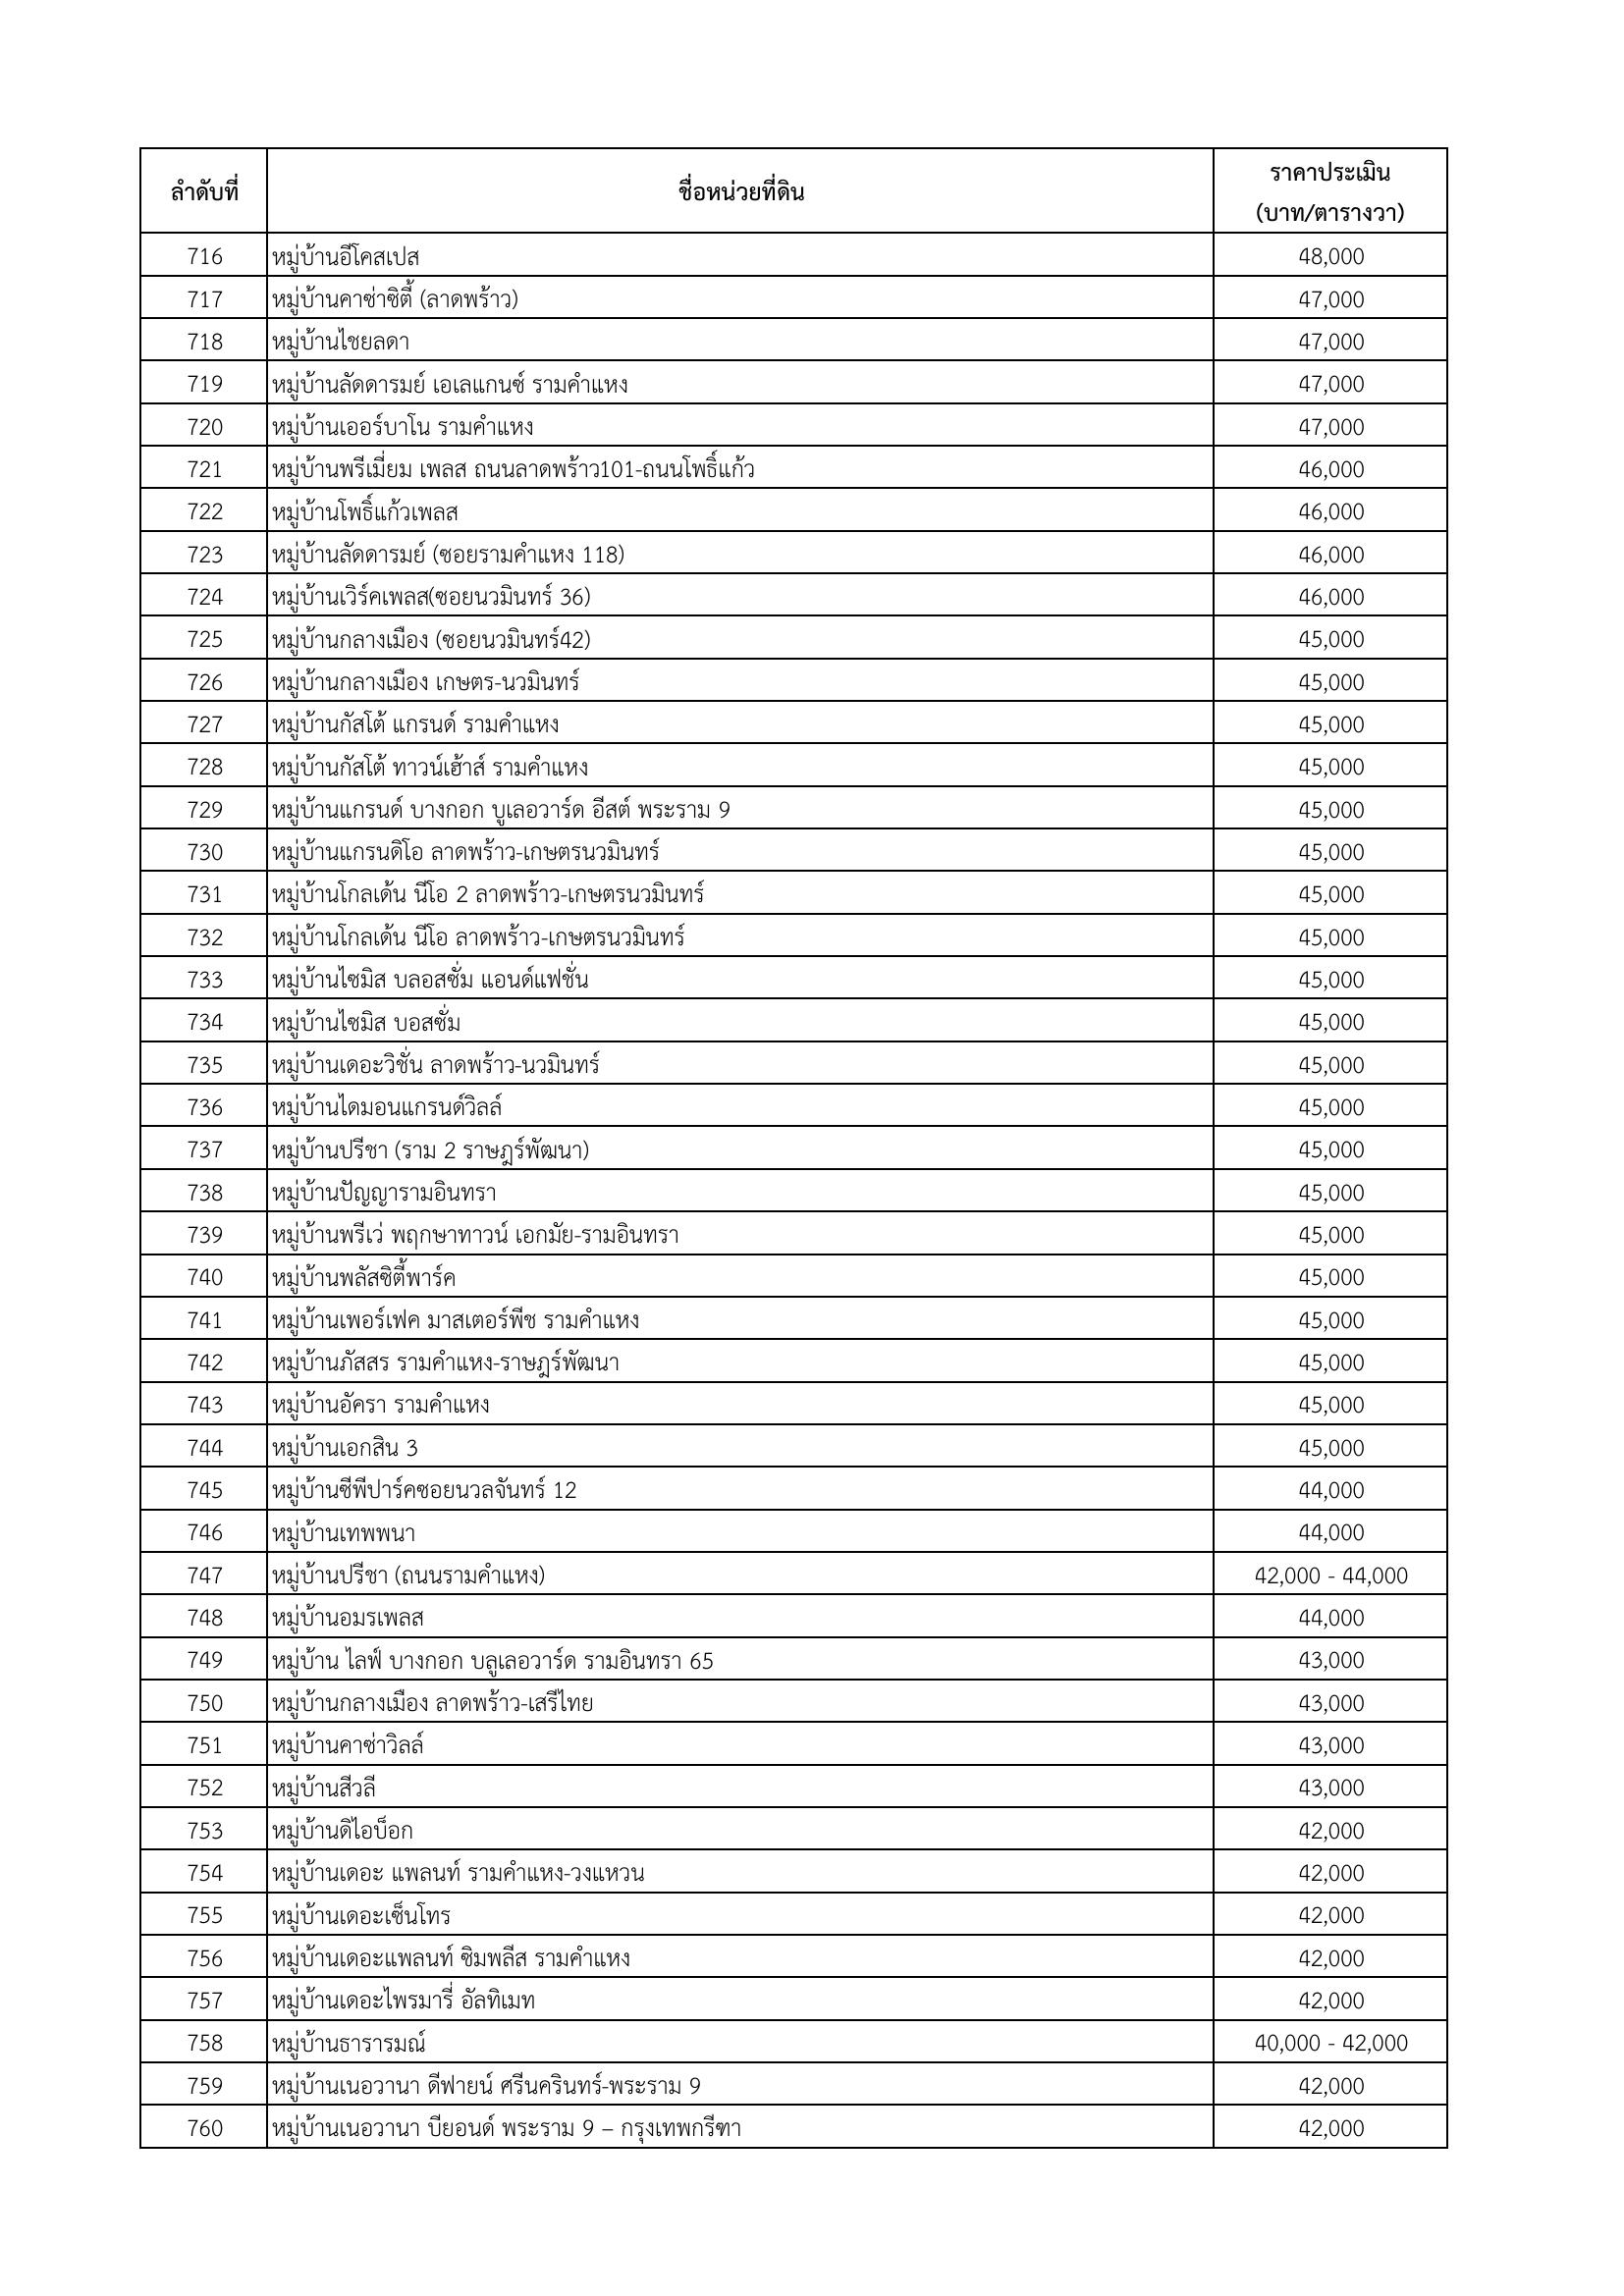 ลำดับที่ ชื่อหน่วยที่ดิน ราคาประเมิน
(บาท/ตารางวา)
716 หมู่บ้านอีโคสเปส 48,000
717 หมู่บ้านคาซ่าซิตี้ (ลาดพร้าว) 47,000
718 หมู่บ้านไชยลดา 47,000
719 หมู่บ้านลัดดารมย์ เอเลแกนซ์ รามคำแหง 47,000
720 หมู่บ้านเออร์บาโน รามคำแหง 47,000
721 หมู่บ้านพรีเมี่ยม เพลส ถนนลาดพร้าว101-ถนนโพธิ์แก้ว 46,000
722 หมู่บ้านโพธิ์แก้วเพลส 46,000
723 หมู่บ้านลัดดารมย์ (ซอยรามคำแหง 118) 46,000
724 หมู่บ้านเวิร์คเพลส(ซอยนวมินทร์ 36) 46,000
725 หมู่บ้านกลางเมือง (ซอยนวมินทร์42) 45,000
726 หมู่บ้านกลางเมือง เกษตร-นวมินทร์ 45,000
727 หมู่บ้านกัสโต้ แกรนด์ รามคำแหง 45,000
728 หมู่บ้านกัสโต้ ทาวน์เฮ้าส์ รามคำแหง 45,000
729 หมู่บ้านแกรนด์ บางกอก บูเลอวาร์ด อีสต์ พระราม 9 45,000
730 หมู่บ้านแกรนดิโอ ลาดพร้าว-เกษตรนวมินทร์ 45,000
731 หมู่บ้านโกลเด้น นีโอ 2 ลาดพร้าว-เกษตรนวมินทร์ 45,000
732 หมู่บ้านโกลเด้น นีโอ ลาดพร้าว-เกษตรนวมินทร์ 45,000
733 หมู่บ้านไซมิส บลอสซั่ม แอนด์แฟชั่น 45,000
734 หมู่บ้านไซมิส บอสซั่ม 45,000
735 หมู่บ้านเดอะวิชั่น ลาดพร้าว-นวมินทร์ 45,000
736 หมู่บ้านไดมอนแกรนด์วิลล์ 45,000
737 หมู่บ้านปรีชา (ราม 2 ราษฎร์พัฒนา) 45,000
738 หมู่บ้านปัญญารามอินทรา 45,000
739 หมู่บ้านพรีเว่ พฤกษาทาวน์ เอกมัย-รามอินทรา 45,000
740 หมู่บ้านพลัสซิตี้พาร์ค 45,000
741 หมู่บ้านเพอร์เฟค มาสเตอร์พีช รามคำแหง 45,000
742 หมู่บ้านภัสสร รามคำแหง-ราษฎร์พัฒนา 45,000
743 หมู่บ้านอัครา รามคำแหง 45,000
744 หมู่บ้านเอกสิน 3 45,000
745 หมู่บ้านซีพีปาร์คซอยนวลจันทร์ 12 44,000
746 หมู่บ้านเทพพนา 44,000
747 หมู่บ้านปรีชา (ถนนรามคำแหง) 42,000 - 44,000
748 หมู่บ้านอมรเพลส 44,000
749 หมู่บ้าน ไลฟ์ บางกอก บลูเลอวาร์ด รามอินทรา 65 43,000
750 หมู่บ้านกลางเมือง ลาดพร้าว-เสรีไทย 43,000
751 หมู่บ้านคาซ่าวิลล์ 43,000
752 หมู่บ้านสีวลี 43,000
753 หมู่บ้านดิไอบ็อก 42,000
754 หมู่บ้านเดอะ แพลนท์ รามคำแหง-วงแหวน 42,000
755 หมู่บ้านเดอะเซ็นโทร 42,000
756 หมู่บ้านเดอะแพลนท์ ซิมพลีส รามคำแหง 42,000
757 หมู่บ้านเดอะไพรมารี่ อัลทิเมท 42,000
758 หมู่บ้านธารารมณ์ 40,000 - 42,000
759 หมู่บ้านเนอวานา ดีฟายน์ ศรีนครินทร์-พระราม 9 42,000
760 หมู่บ้านเนอวานา บียอนด์ พระราม 9 – กรุงเทพกรีฑา 42,000